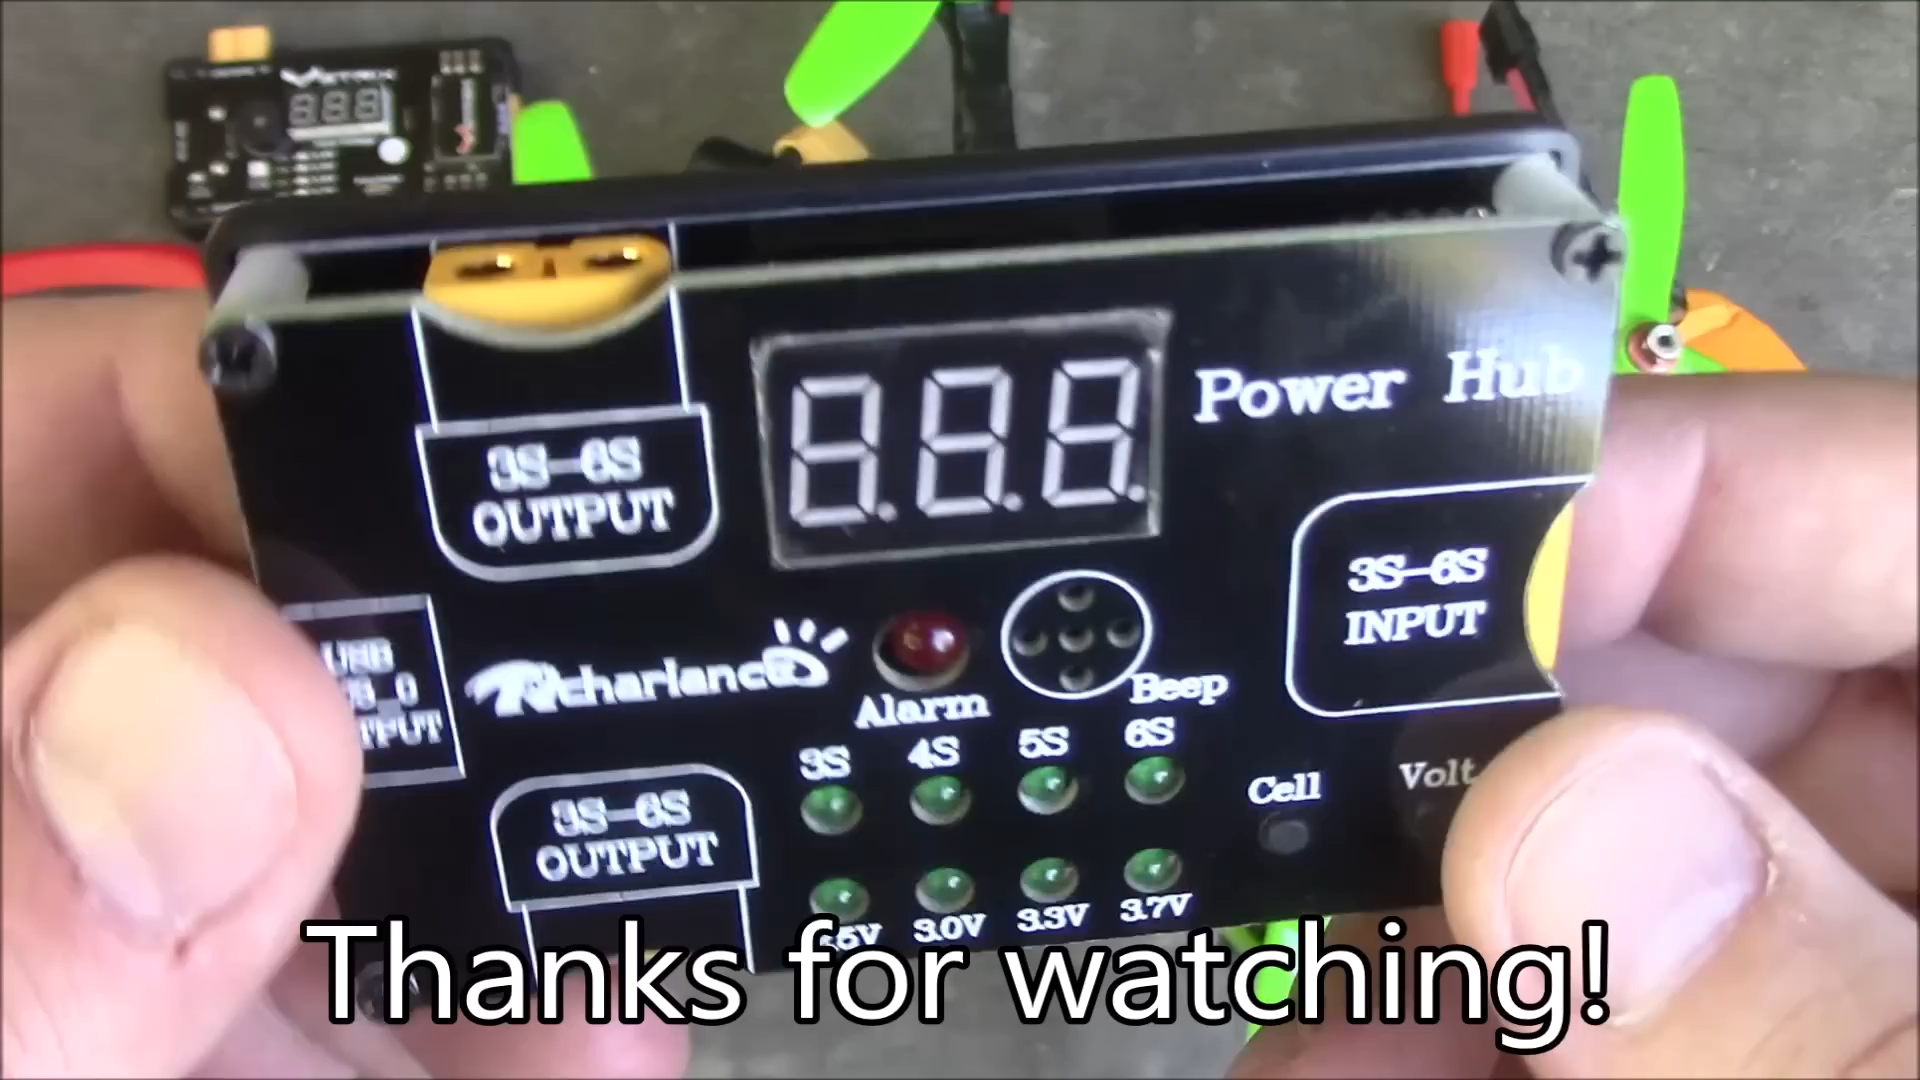 Power Hub
3S-6S
OUTPUT
3S-6S
INPUT
USB
Alarm
Beep
3S 4S 5S 6S
Cell
Volt
3S-6S
OUTPUT
3.0V 3.3V 3.7V
Thanks for watching!